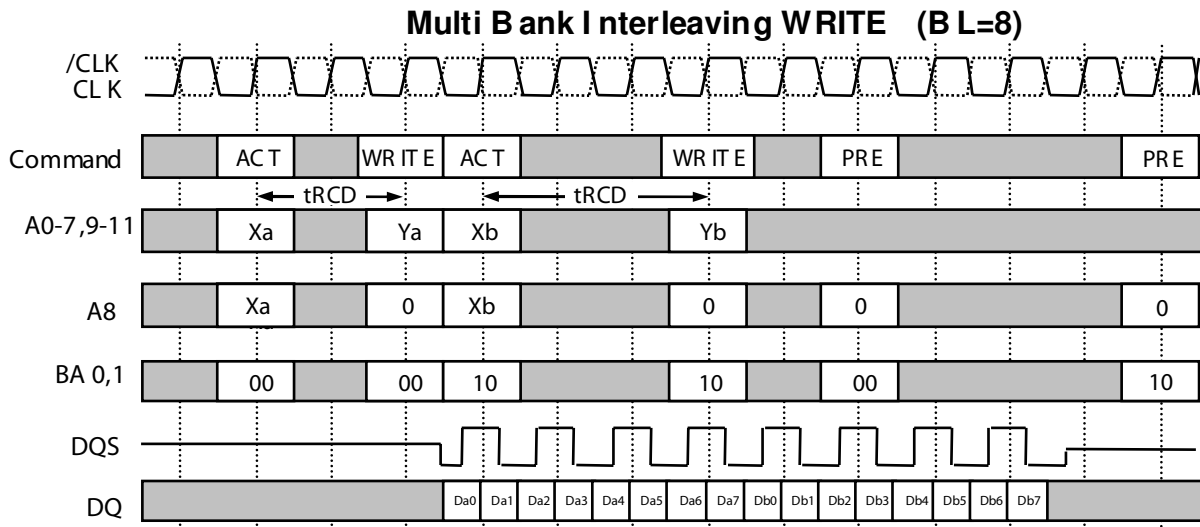 Multi Bank Interleaving WRITE (BL=8)
/CLK
CLK
Command ACT WRITE ACT WRITE PRE PRE
tRCD tRCD
A0-7,9-11 Xa Ya Xb Yb
A8 Xa 0 Xb 0 0 0
BA 0,1 00 00 10 10 00 10
DQS
DQ Da0 Da1 Da2 Da3 Da4 Da5 Da6 Da7 Db0 Db1 Db2 Db3 Db4 Db5 Db6 Db7